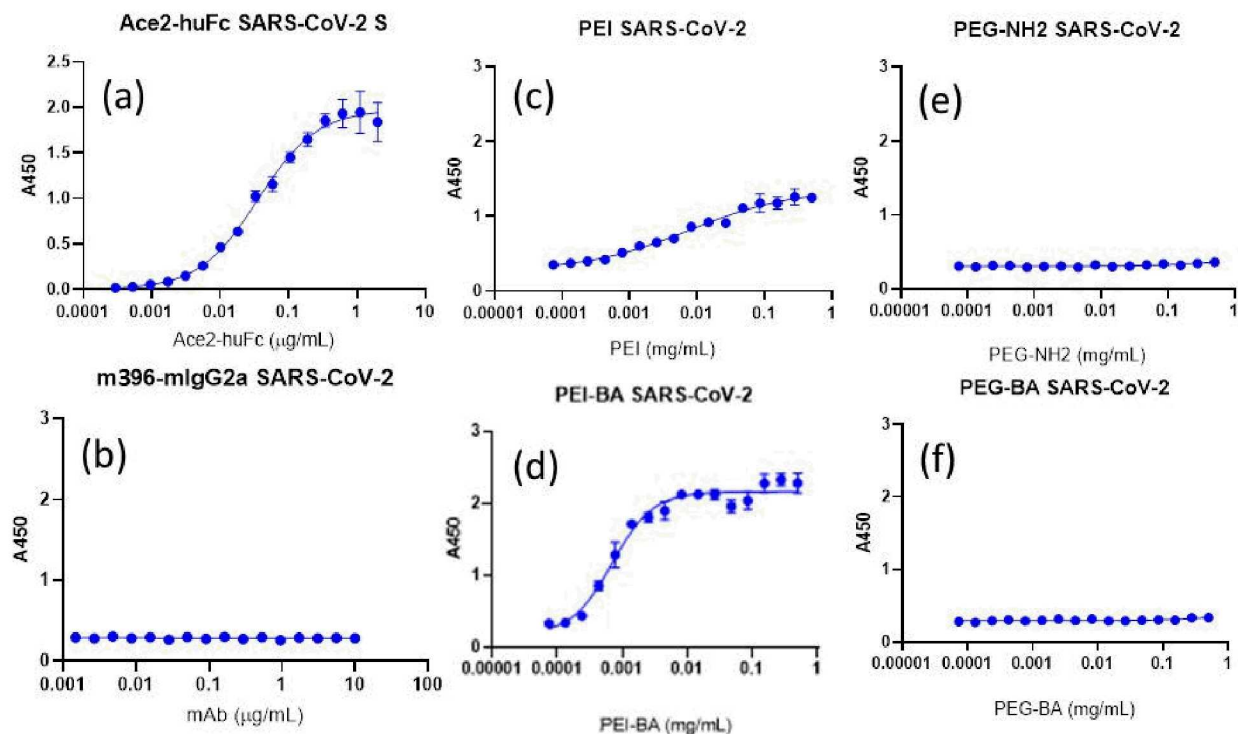 Ace2-huFc SARS-CoV-2 S
(a)
A450
2.5
2.0
1.5
1.0
0.5
0.0
0.0001 0.001 0.01 0.1 1 10
Ace2-huFc (μg/mL)
m396-mIgG2a SARS-CoV-2
(b)
A450
3
2
1
0
0.001 0.01 0.1 1 10 100
mAb (μg/mL)
PEI SARS-CoV-2
(c)
A450
3
2
1
0
0.00001 0.0001 0.001 0.01 0.1 1
PEI (mg/mL)
PEI-BA SARS-CoV-2
(d)
A450
3
2
1
0
0.00001 0.0001 0.001 0.01 0.1 1
PEI-BA (mg/mL)
PEG-NH2 SARS-CoV-2
(e)
A450
3
2
1
0
0.00001 0.0001 0.001 0.01 0.1 1
PEG-NH2 (mg/mL)
PEG-BA SARS-CoV-2
(f)
A450
3
2
1
0
0.00001 0.0001 0.001 0.01 0.1 1
PEG-BA (mg/mL)